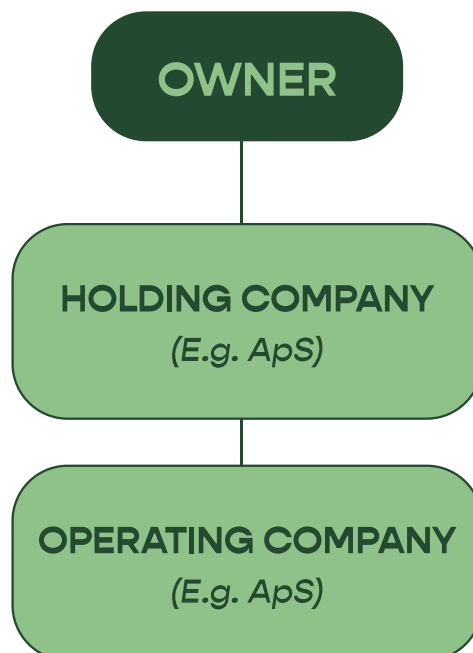 OWNER
HOLDING COMPANY
(E.g. ApS)
OPERATING COMPANY
(E.g. ApS)